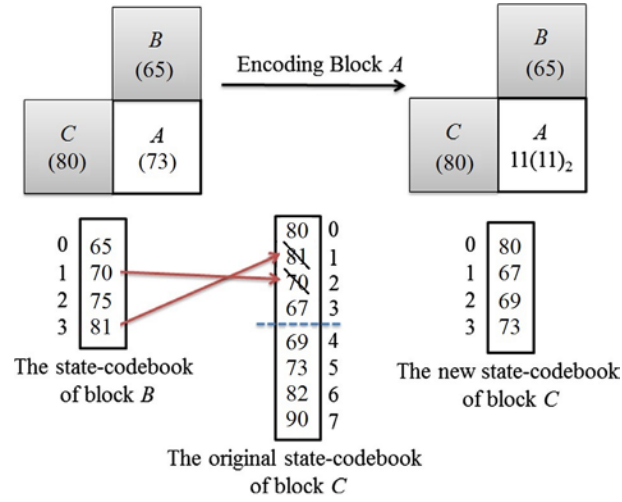 B
(65)
Encoding Block A
B
(65)
C
(80)
A
(73)
C
(80)
A
11(11)₂
0 65
1 70
2 75
3 81
The state-codebook
of block B
80 0
81 1
70 2
67 3
69 4
73 5
82 6
90 7
The original state-codebook
of block C
0 80
1 67
2 69
3 73
The new state-codebook
of block C